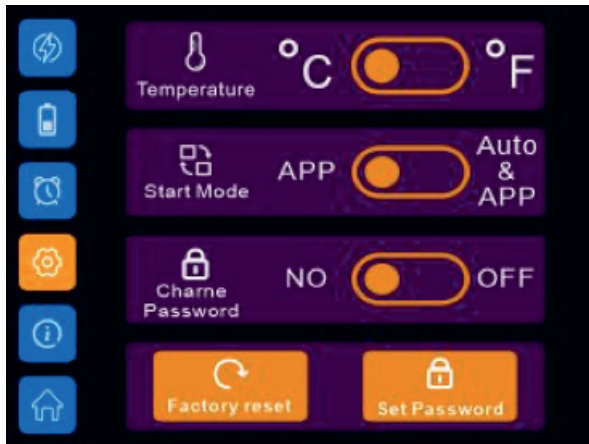 °C
°F
Temperature
Start Mode
APP
Auto
&
APP
Charne
Password
NO
OFF
Factory reset
Set Password